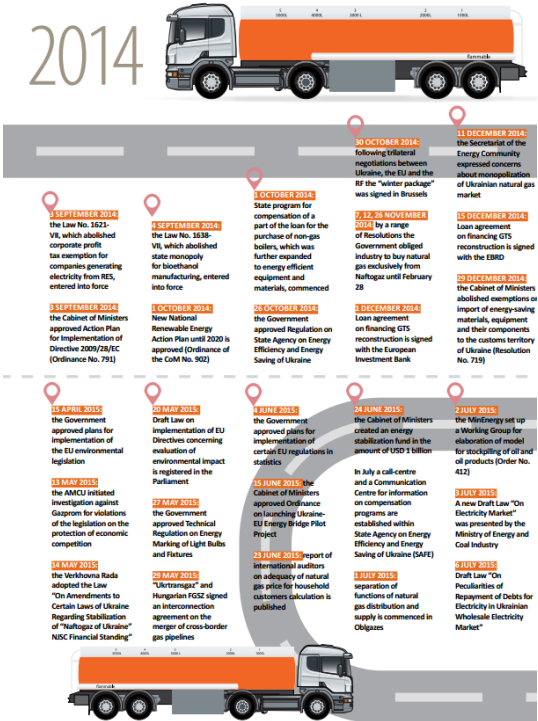 2014
5 4 3 2 1
5000L 4000L 3000 L 2000L 1000L
flammable
3 SEPTEMBER 2014:
the Law No. 1621-
VII, which abolished
corporate profit
tax exemption for
companies generating
electricity from RES,
entered into force
3 SEPTEMBER 2014:
the Cabinet of Ministers
approved Action Plan
for Implementation of
Directive 2009/28/EC
(Ordinance No. 791)
4 SEPTEMBER 2014:
the Law No. 1638-
VII, which abolished
state monopoly
for bioethanol
manufacturing, entered
into force
1 OCTOBER 2014:
New National
Renewable Energy
Action Plan until 2020 is
approved (Ordinance of
the CoM No. 902)
1 OCTOBER 2014:
State program for
compensation of a
part of the loan for the
purchase of non-gas
boilers, which was
further expanded
to energy efficient
equipment and
materials, commenced
26 OCTOBER 2014:
the Government
approved Regulation on
State Agency on Energy
Efficiency and Energy
Saving of Ukraine
30 OCTOBER 2014:
following trilateral
negotiations between
Ukraine, the EU and the
RF the "winter package"
was signed in Brussels
7, 12, 26 NOVEMBER
2014: by a range
of Resolutions the
Government obliged
industry to buy natural
gas exclusively from
Naftogaz until February
28
1 DECEMBER 2014:
Loan agreement
on financing GTS
reconstruction is signed
with the European
Investment Bank
11 DECEMBER 2014:
the Secretariat of the
Energy Community
expressed concerns
about monopolization
of Ukrainian natural gas
market
15 DECEMBER 2014:
Loan agreement
on financing GTS
reconstruction is signed
with the EBRD
29 DECEMBER 2014:
the Cabinet of Ministers
abolished exemptions on
import of energy-saving
materials, equipment
and their components
to the customs territory
of Ukraine (Resolution
No. 719)
15 APRIL 2015:
the Government
approved plans for
implementation of
the EU environmental
legislation
13 MAY 2015:
the AMCU initiated
investigation against
Gazprom for violations
of the legislation on the
protection of economic
competition
14 MAY 2015:
the Verkhovna Rada
adopted the Law
"On Amendments to
Certain Laws of Ukraine
Regarding Stabilization
of "Naftogaz of Ukraine"
NJSC Financial Standing"
20 MAY 2015:
Draft Law on
implementation of EU
Directives concerning
evaluation of
environmental impact
is registered in the
Parliament
27 MAY 2015:
the Government
approved Technical
Regulation on Energy
Marking of Light Bulbs
and Fixtures
29 MAY 2015:
"Ukrtransgaz" and
Hungarian FGSZ signed
an interconnection
agreement on the
merger of cross-border
gas pipelines
4 JUNE 2015:
the Government
approved plans for
implementation of
certain EU regulations in
statistics
15 JUNE 2015: the
Cabinet of Ministers
approved Ordinance
on launching Ukraine-
EU Energy Bridge Pilot
Project
23 JUNE 2015: report of
international auditors
on adequacy of natural
gas price for household
customers calculation is
published
24 JUNE 2015:
the Cabinet of Ministers
created an energy
stabilization fund in the
amount of USD 1 billion
In July a call-centre
and a Communication
Centre for information
on compensation
programs are
established within
State Agency on Energy
Efficiency and Energy
Saving of Ukraine (SAFE)
1 JULY 2015:
separation of
functions of natural
gas distribution and
supply is commenced in
Oblgazes
2 JULY 2015:
the MinEnergy set up
a Working Group for
elaboration of model
for stockpiling of oil and
oil products (Order No.
412)
3 JULY 2015:
A new Draft Law "On
Electricity Market"
was presented by the
Ministry of Energy and
Coal Industry
6 JULY 2015:
Draft Law "On
Peculiarities of
Repayment of Debts for
Electricity in Ukrainian
Wholesale Electricity
Market"
flammable